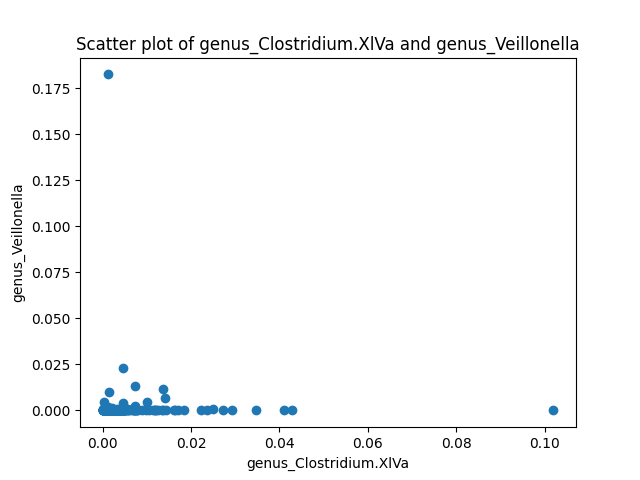 Scatter plot of genus_Clostridium.XlVa and genus_Veillonella
genus_Veillonella
0.175
0.150
0.125
0.100
0.075
0.050
0.025
0.000
0.00 0.02 0.04 0.06 0.08 0.10
genus_Clostridium.XlVa